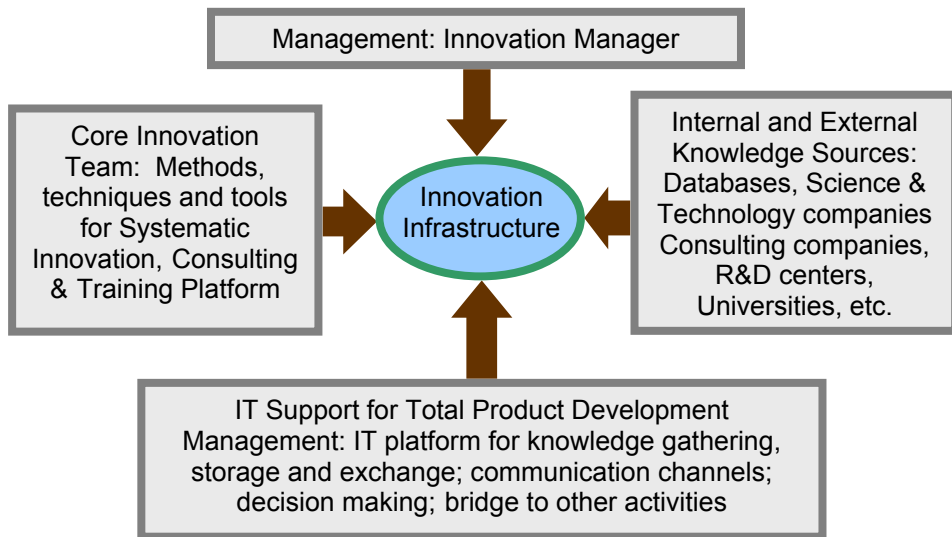 Management: Innovation Manager
Core Innovation
Team: Methods,
techniques and tools
for Systematic
Innovation, Consulting
& Training Platform
Innovation
Infrastructure
Internal and External
Knowledge Sources:
Databases, Science &
Technology companies
Consulting companies,
R&D centers,
Universities, etc.
IT Support for Total Product Development
Management: IT platform for knowledge gathering,
storage and exchange; communication channels;
decision making; bridge to other activities